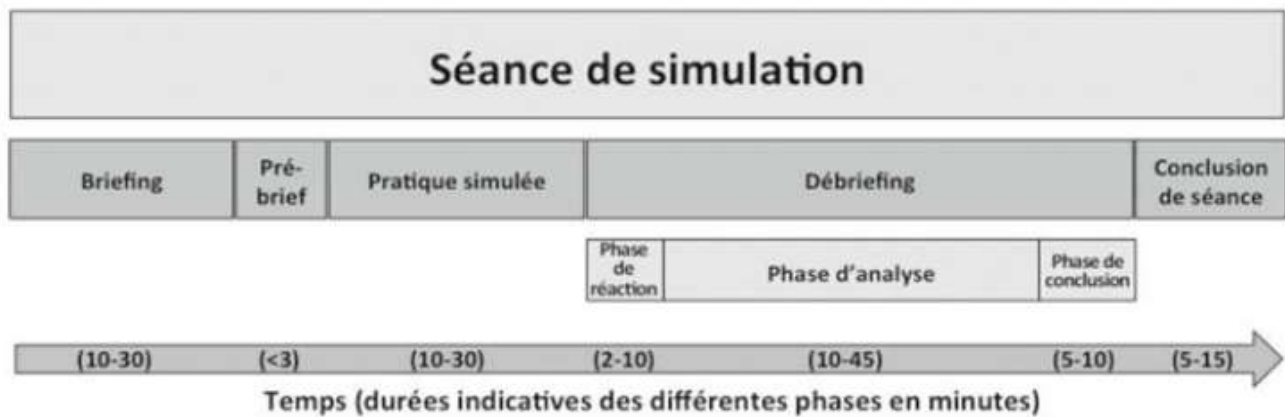 Séance de simulation
Briefing
Pré-
brief
Pratique simulée
Débriefing
Conclusion
de séance
Phase
de
réaction
Phase d'analyse
Phase de
conclusion
(10-30) (<3) (10-30) (2-10) (10-45) (5-10) (5-15)
Temps (durées indicatives des différentes phases en minutes)